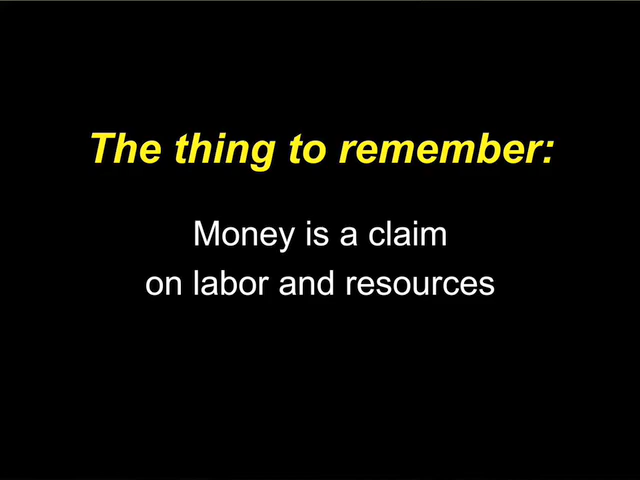 The thing to remember:
Money is a claim
on labor and resources